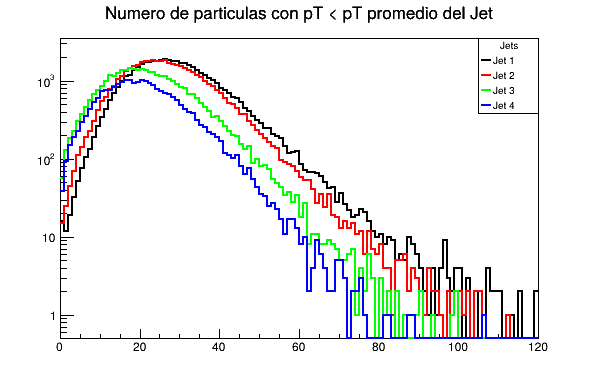 Numero de particulas con pT < pT promedio del Jet
Jets
Jet 1
Jet 2
Jet 3
Jet 4
10³
10²
10
1
0 20 40 60 80 100 120